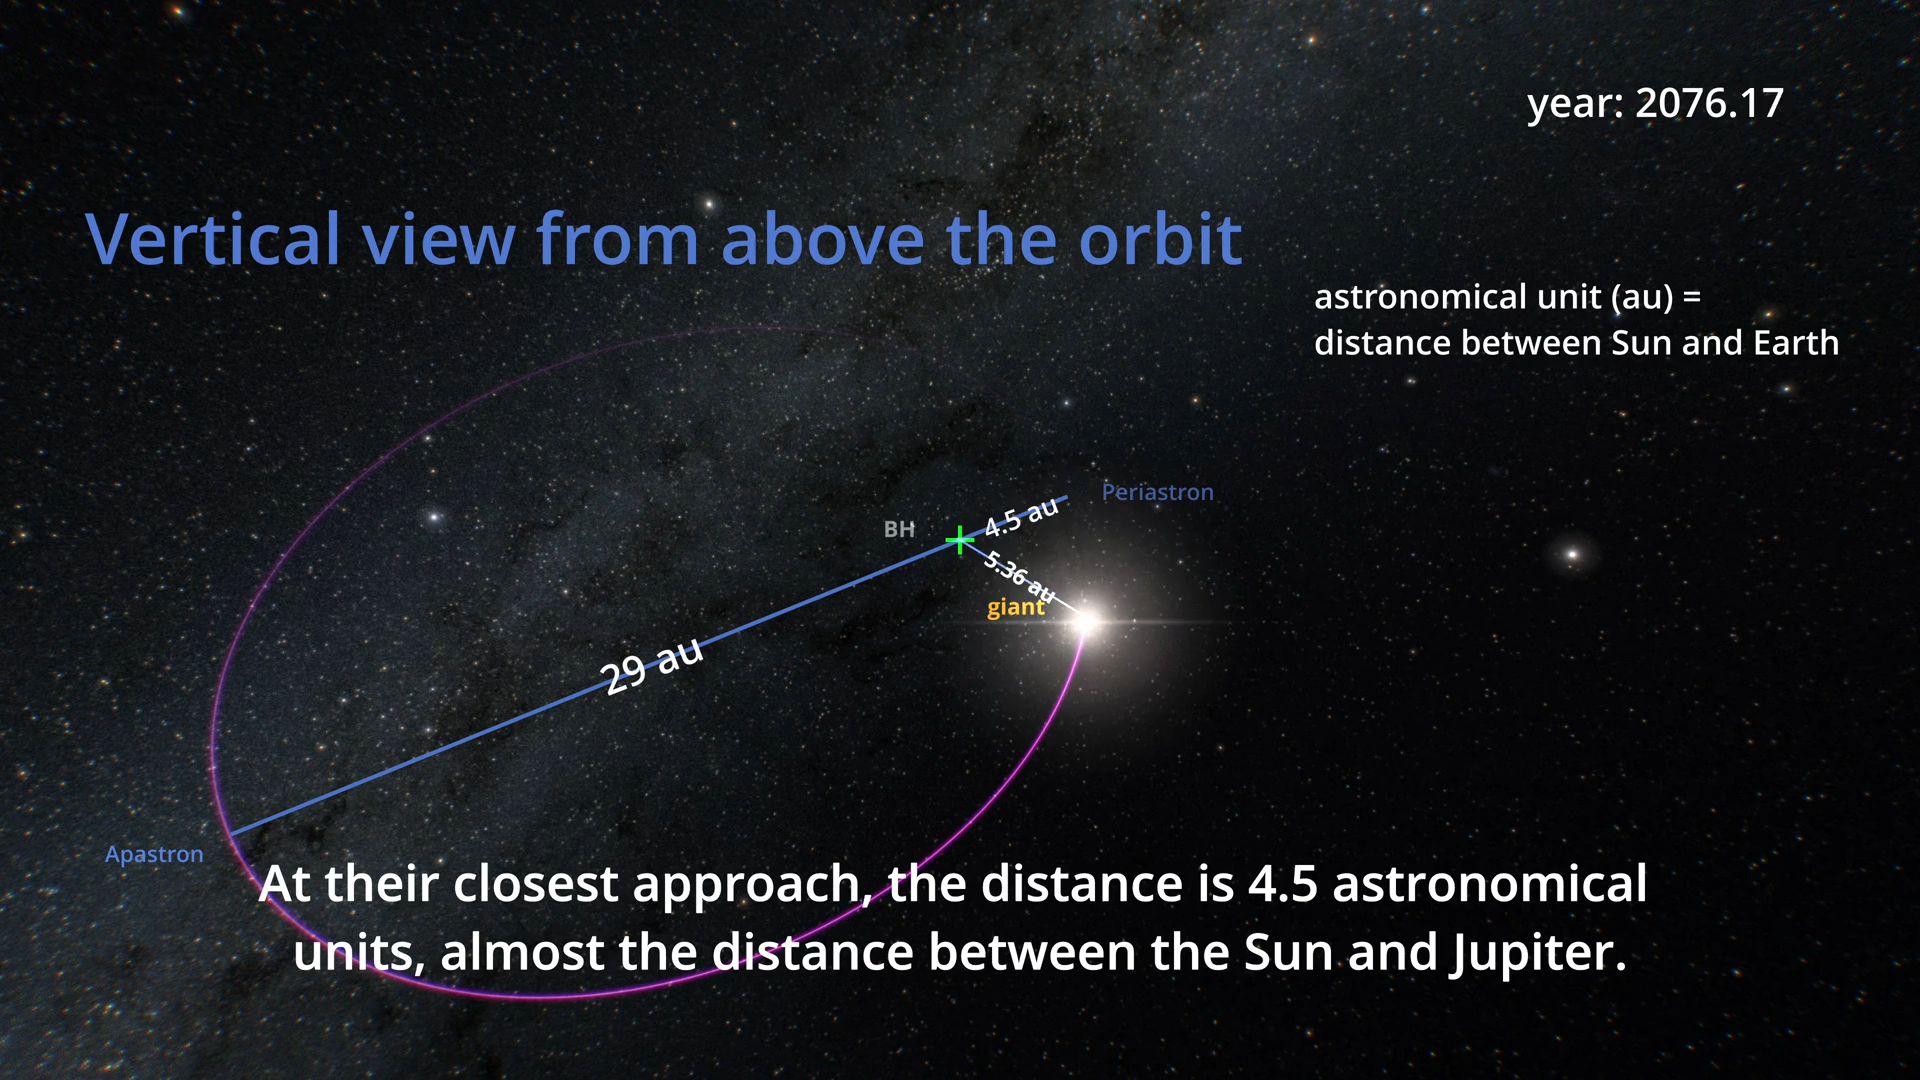 year: 2076.17
Vertical view from above the orbit
astronomical unit (au) =
distance between Sun and Earth
Periastron
4.5 au
BH
5.36 au
giant
29 au
Apastron
At their closest approach, the distance is 4.5 astronomical
units, almost the distance between the Sun and Jupiter.